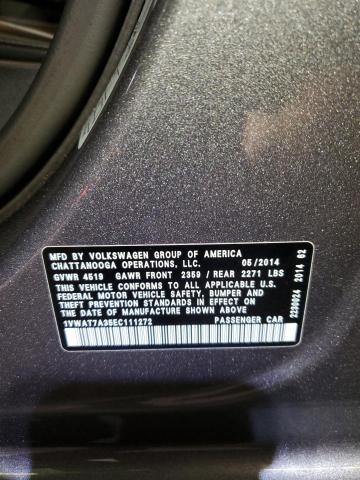 MFD. BY VOLKSWAGEN GROUP OF AMERICA
CHATTANOOGA OPERATIONS, LLC. 05/2014
GVWR 4519 GAWR FRONT 2359 / REAR 2271 LBS
THIS VEHICLE CONFORMS TO ALL APPLICABLE U.S.
FEDERAL MOTOR VEHICLE SAFETY, BUMPER AND
THEFT PREVENTION STANDARDS IN EFFECT ON THE
DATE OF MANUFACTURE SHOWN ABOVE.
1VWAT7A36EC111272 PASSENGER CAR
2230024 2014 02